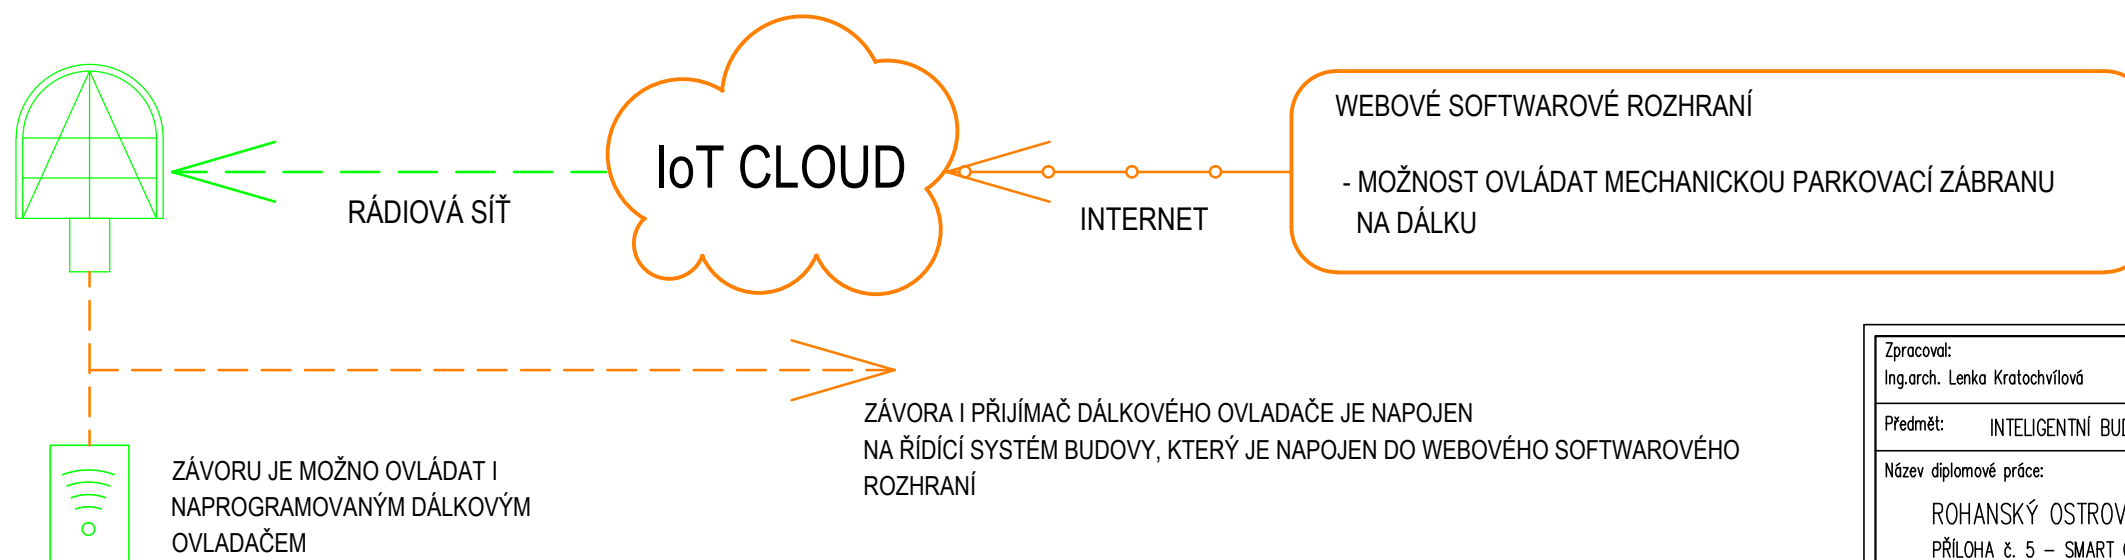 WEBOVÉ SOFTWAROVÉ ROZHRANÍ
IoT CLOUD
- MOŽNOST OVLÁDAT MECHANICKOU PARKOVACÍ ZÁBRANU
NA DÁLKU
RÁDIOVÁ SÍŤ
INTERNET
ZÁVORA I PŘIJÍMAČ DÁLKOVÉHO OVLADAČE JE NAPOJEN
NA ŘÍDÍCÍ SYSTÉM BUDOVY, KTERÝ JE NAPOJEN DO WEBOVÉHO SOFTWAROVÉHO
ROZHRANÍ
ZÁVORU JE MOŽNO OVLÁDAT I
NAPROGRAMOVANÝM DÁLKOVÝM
OVLADAČEM
Zpracoval:
Ing.arch. Lenka Kratochvílová
Předmět: INTELIGENTNÍ
Název diplomové práce:
ROHANSKÝ OSTROV
PŘÍLOHA č. 5 – SMART